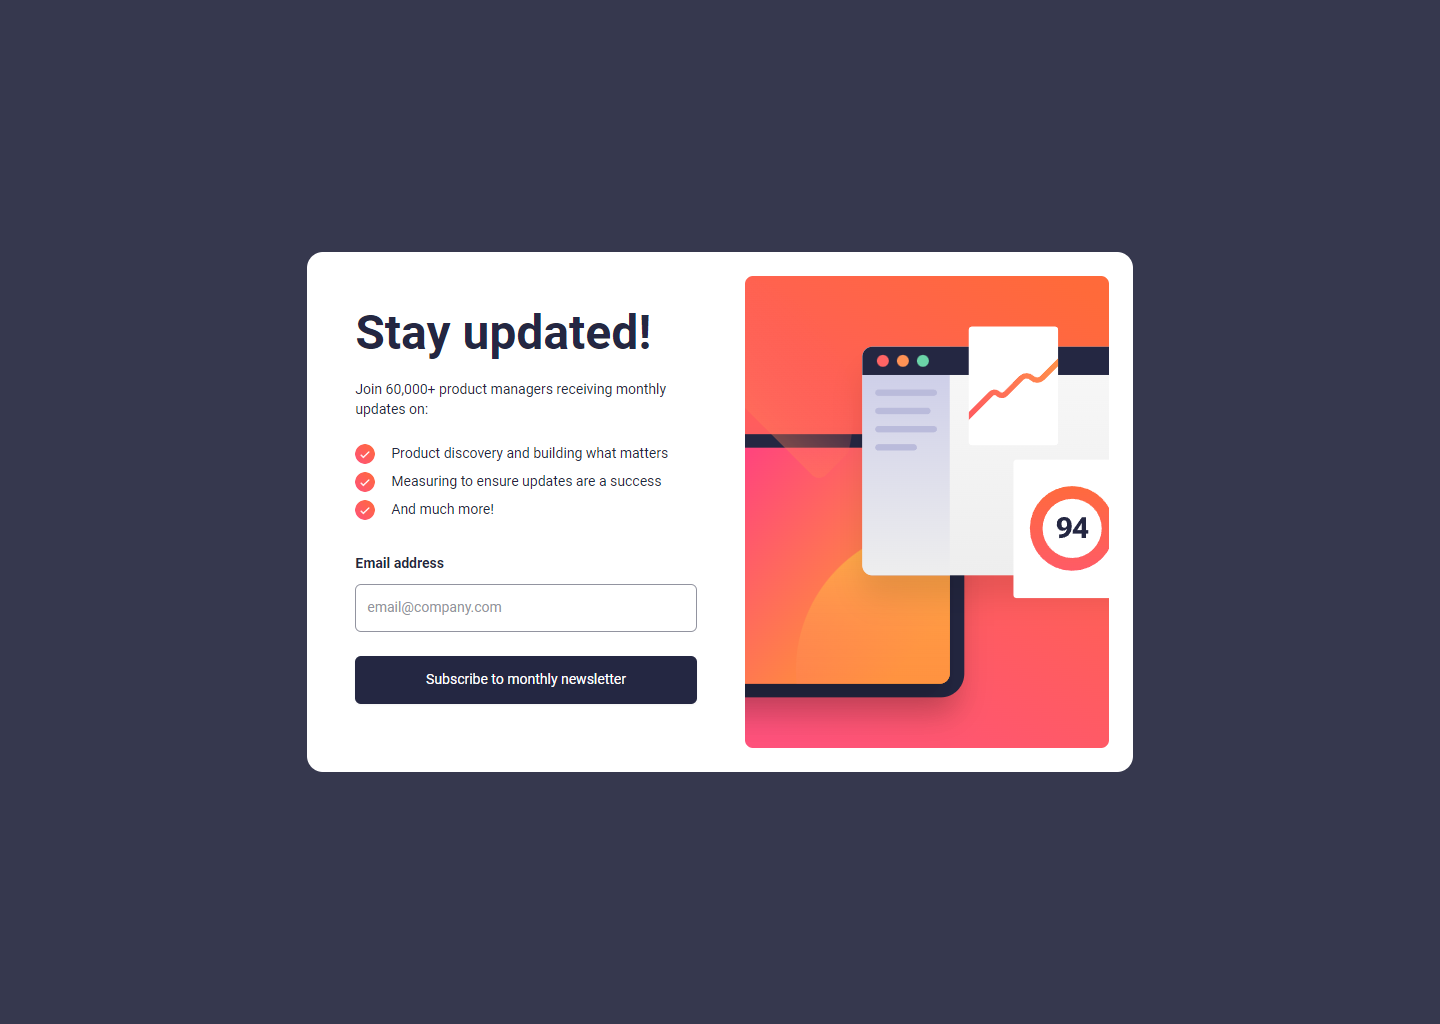 Stay updated!
Join 60,000+ product managers receiving monthly
updates on:
Product discovery and building what matters
Measuring to ensure updates are a success
And much more!
Email address
email@company.com
Subscribe to monthly newsletter
94